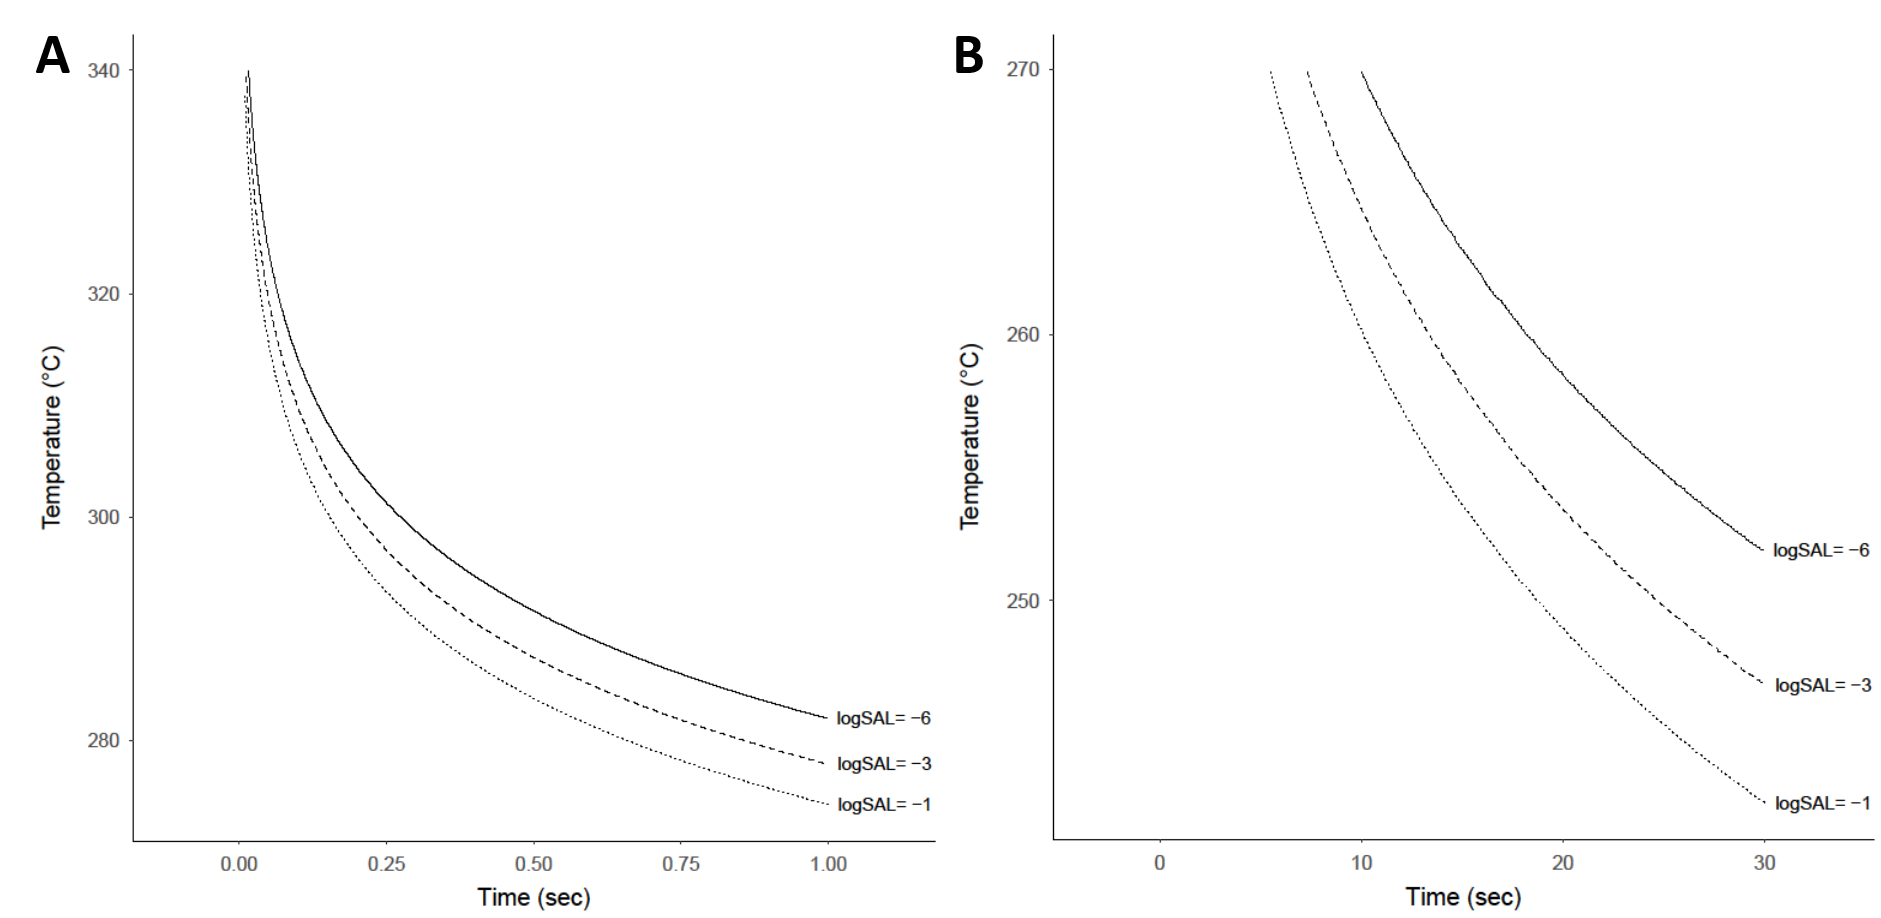 A
340
320
300
280
Temperature (°C)
0.00 0.25 0.50 0.75 1.00
Time (sec)
logSAL= −6
logSAL= −3
logSAL= −1
B
270
260
250
Temperature (°C)
0 10 20 30
Time (sec)
logSAL= −6
logSAL= −3
logSAL= −1